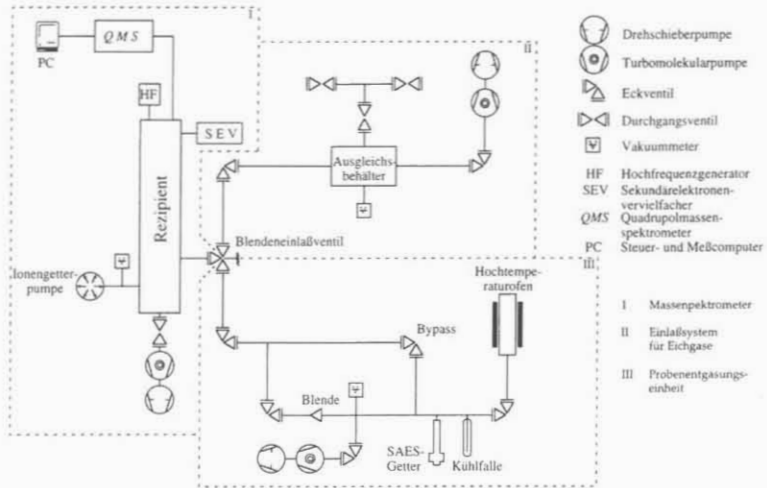 I
QMS
PC
HF
SEV
Rezipient
Ionengetter-
pumpe
II
Ausgleichs-
behälter
Blendeneinlaßventil
III
Hochtempe-
raturofen
Bypass
Blende
SAES-
Getter
Kühlfalle
Drehschieberpumpe
Turbomolekularpumpe
Eckventil
Durchgangsventil
Vakuummeter
HF Hochfrequenzgenerator
SEV Sekundärelektronen-
vervielfacher
QMS Quadrupolmassen-
spektrometer
PC Steuer- und Meßcomputer
I Massenpektrometer
II Einlaßsystem
für Eichgase
III Probenentgasungs-
einheit